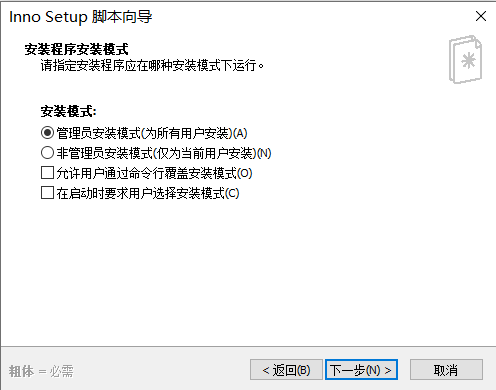 Inno Setup 脚本向导
安装程序安装模式
请指定安装程序应在哪种安装模式下运行。
安装模式:
管理员安装模式(为所有用户安装)(A)
非管理员安装模式(仅为当前用户安装)(N)
允许用户通过命令行覆盖安装模式(O)
在启动时要求用户选择安装模式(C)
粗体 = 必需
< 返回(B) 下一步(N) > 取消